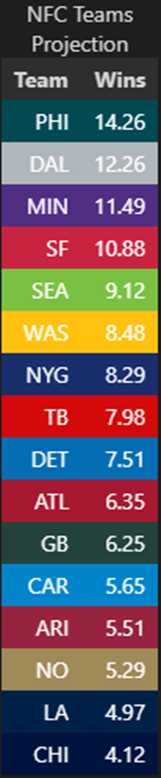 NFC Teams
Projection
Team Wins
PHI 14.26
DAL 12.26
MIN 11.49
SF 10.88
SEA 9.12
WAS 8.48
NYG 8.29
TB 7.98
DET 7.51
ATL 6.35
GB 6.25
CAR 5.65
ARI 5.51
NO 5.29
LA 4.97
CHI 4.12